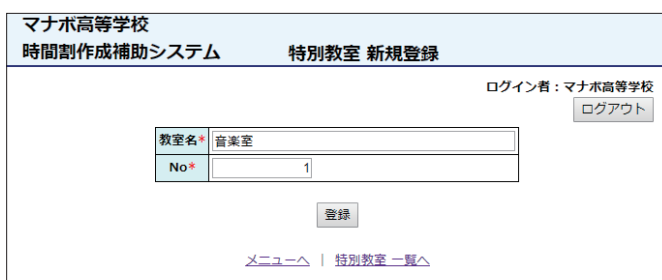 マナボ高等学校
時間割作成補助システム 特別教室 新規登録
ログイン者：マナボ高等学校
ログアウト
教室名* 音楽室
No* 1
登録
メニューへ | 特別教室 一覧へ